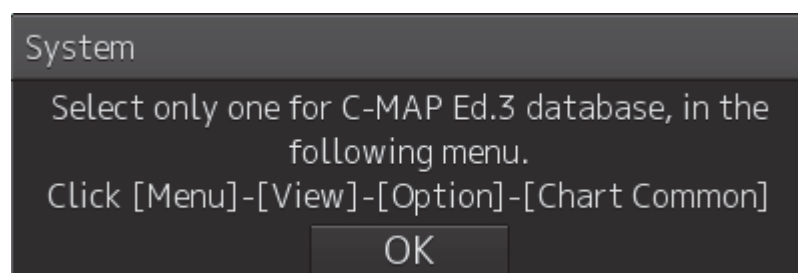 System
Select only one for C-MAP Ed.3 database, in the
following menu.
Click [Menu]-[View]-[Option]-[Chart Common]
OK